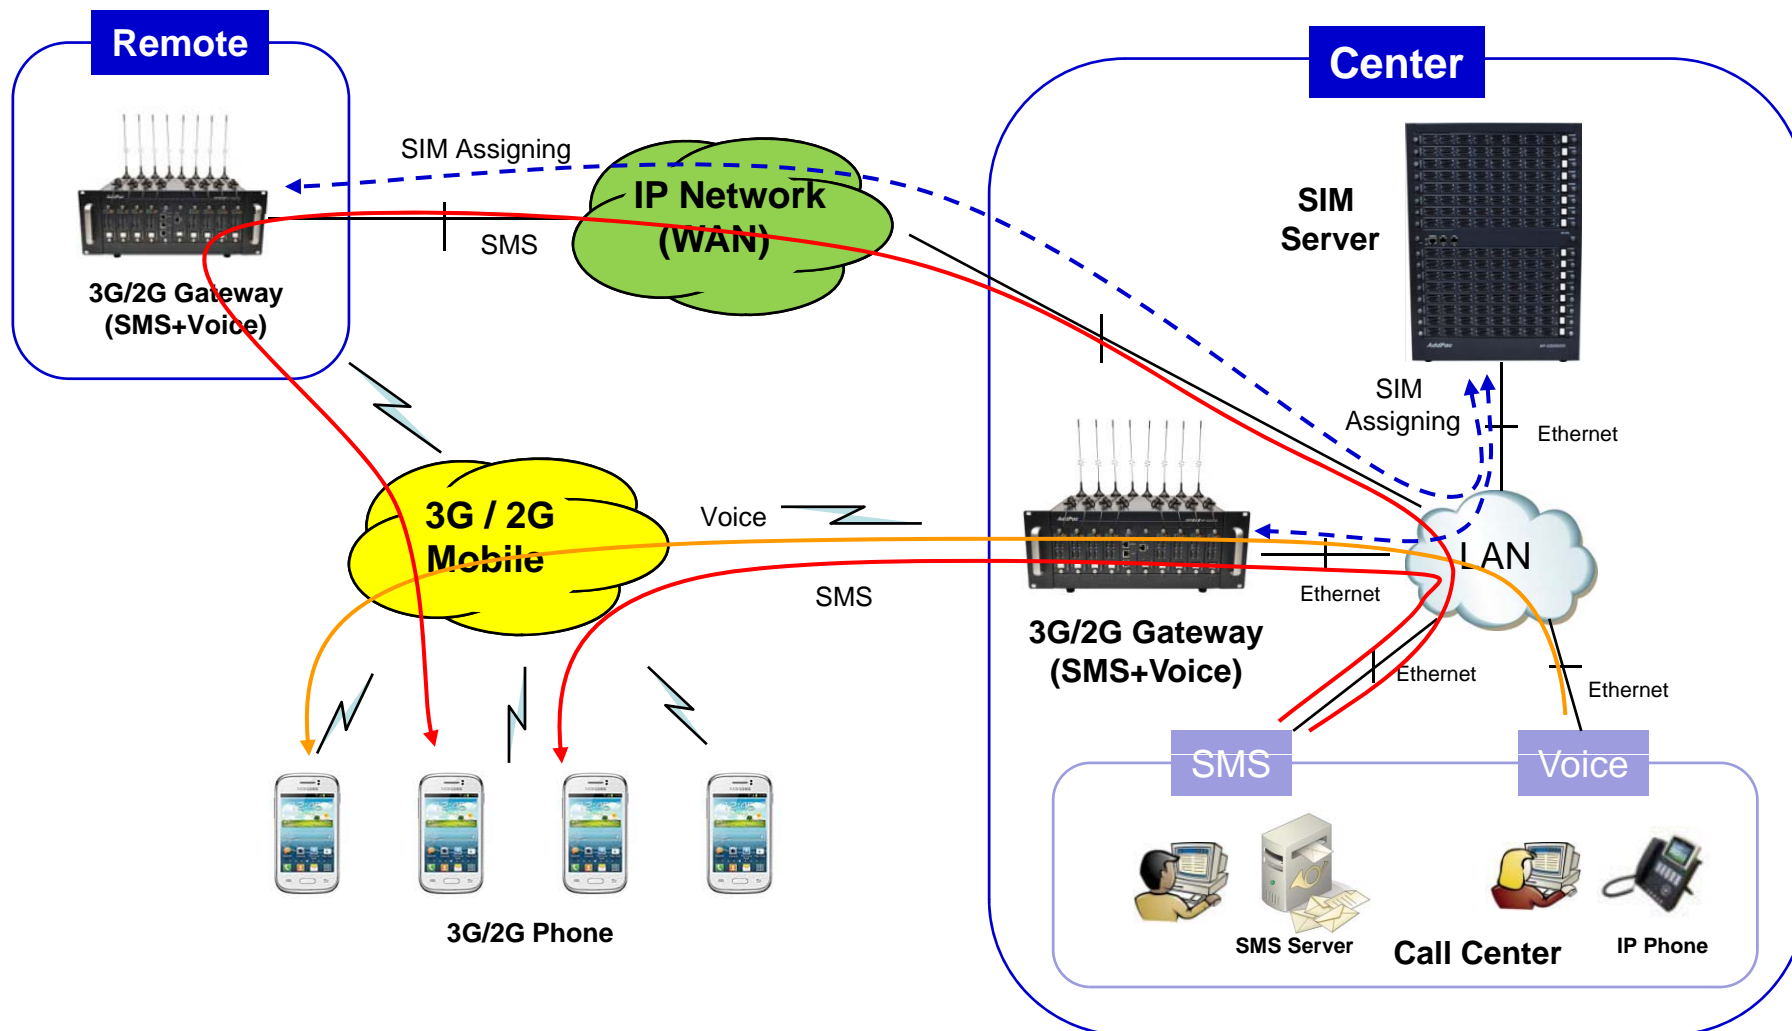 Remote
Center
SIM Assigning
IP Network
(WAN)
SMS
3G/2G Gateway
(SMS+Voice)
SIM
Server
AddPac
SIM
Assigning
Ethernet
3G / 2G
Mobile
Voice
SMS
AddPac
LAN
Ethernet
3G/2G Gateway
(SMS+Voice)
Ethernet
Ethernet
SMS
Voice
3G/2G Phone
SMS Server
Call Center
IP Phone